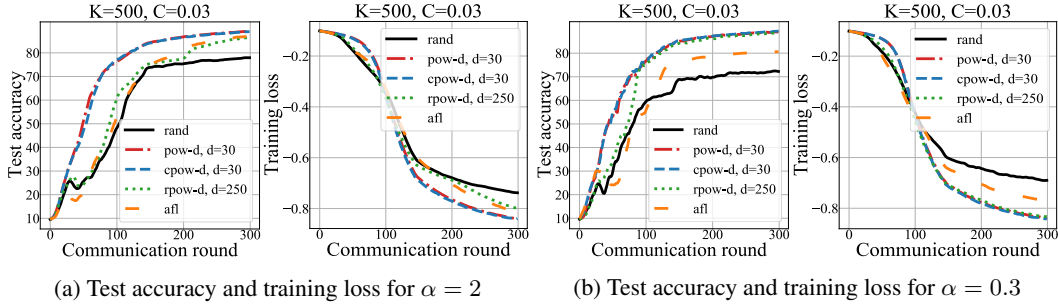 K=500, C=0.03
Test accuracy
80
70
60
50
40
30
20
10
rand
pow-d, d=30
cpow-d, d=30
rpow-d, d=250
afl
0 100 200 300
Communication round
K=500, C=0.03
Training loss
−0.2
−0.4
−0.6
−0.8
rand
pow-d, d=30
cpow-d, d=30
rpow-d, d=250
afl
0 100 200 300
Communication round
(a) Test accuracy and training loss for α = 2
K=500, C=0.03
Test accuracy
80
70
60
50
40
30
20
10
rand
pow-d, d=30
cpow-d, d=30
rpow-d, d=250
afl
0 100 200 300
Communication round
K=500, C=0.03
Training loss
−0.2
−0.4
−0.6
−0.8
rand
pow-d, d=30
cpow-d, d=30
rpow-d, d=250
afl
0 100 200 300
Communication round
(b) Test accuracy and training loss for α = 0.3